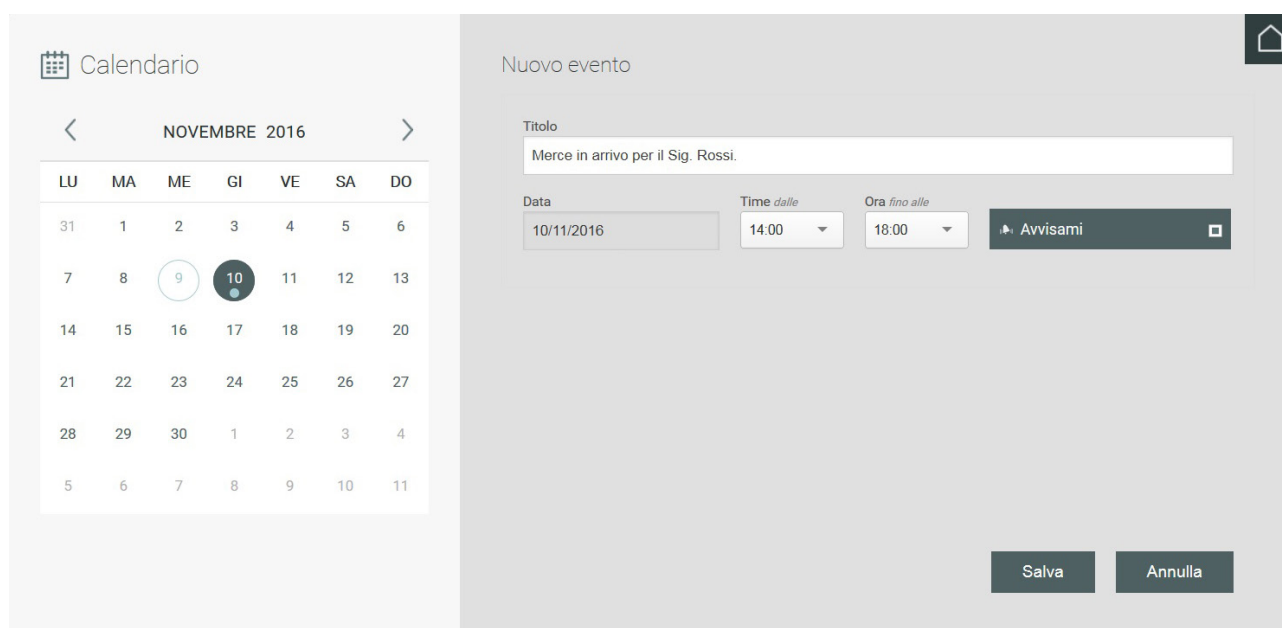 Calendario
NOVEMBRE 2016
LU MA ME GI VE SA DO
31 1 2 3 4 5 6
7 8 9 10 11 12 13
14 15 16 17 18 19 20
21 22 23 24 25 26 27
28 29 30 1 2 3 4
5 6 7 8 9 10 11
Nuovo evento
Titolo
Merce in arrivo per il Sig. Rossi.
Data Time dalle Ora fino alle
10/11/2016 14:00 18:00 Avvisami
Salva Annulla